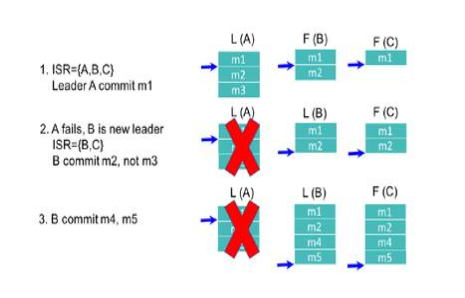 L (A) F (B) F (C)
1. ISR={A,B,C}
Leader A commit m1
m1 m1 m1
m2 m2
m3
L (A) L (B) F (C)
2. A fails, B is new leader
ISR={B,C}
B commit m2, not m3
m1 m1
m2 m2
L (A) L (B) F (C)
3. B commit m4, m5
m1 m1
m2 m2
m4 m4
m5 m5